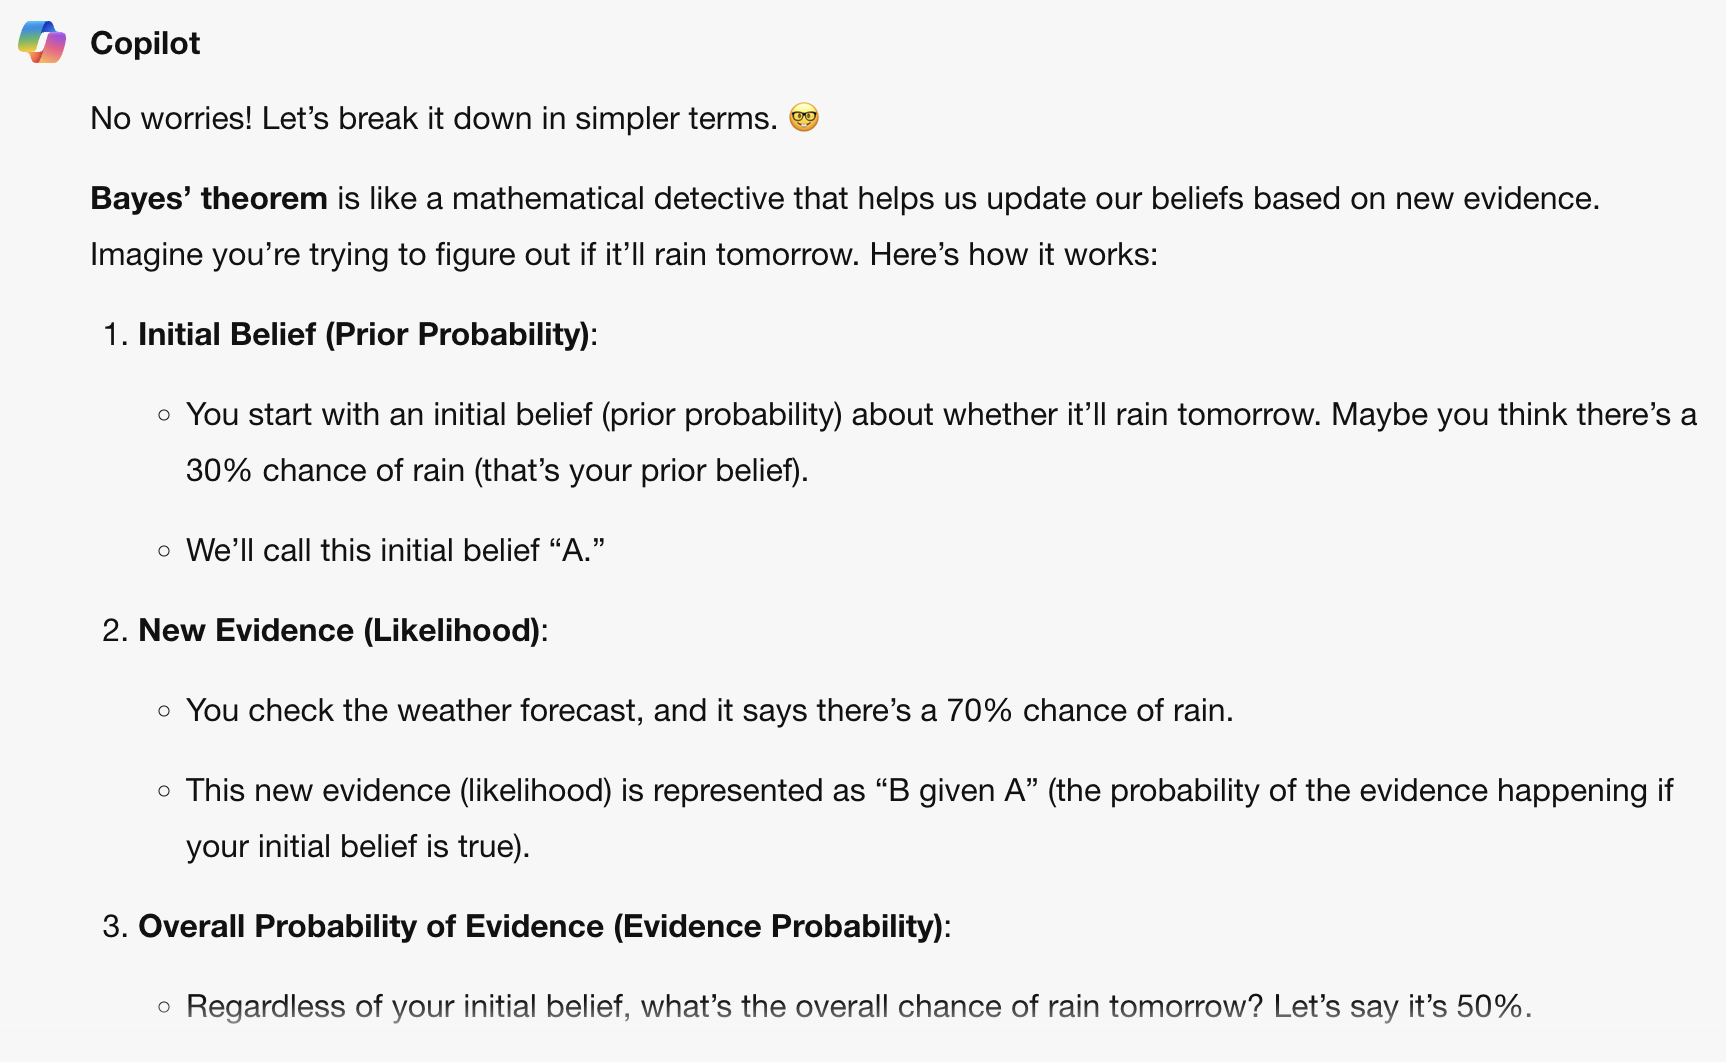 Copilot
No worries! Let’s break it down in simpler terms. 🤓
Bayes’ theorem is like a mathematical detective that helps us update our beliefs based on new evidence.
Imagine you’re trying to figure out if it’ll rain tomorrow. Here’s how it works:
1. Initial Belief (Prior Probability):
◦ You start with an initial belief (prior probability) about whether it’ll rain tomorrow. Maybe you think there’s a
30% chance of rain (that’s your prior belief).
◦ We’ll call this initial belief “A.”
2. New Evidence (Likelihood):
◦ You check the weather forecast, and it says there’s a 70% chance of rain.
◦ This new evidence (likelihood) is represented as “B given A” (the probability of the evidence happening if
your initial belief is true).
3. Overall Probability of Evidence (Evidence Probability):
◦ Regardless of your initial belief, what’s the overall chance of rain tomorrow? Let’s say it’s 50%.